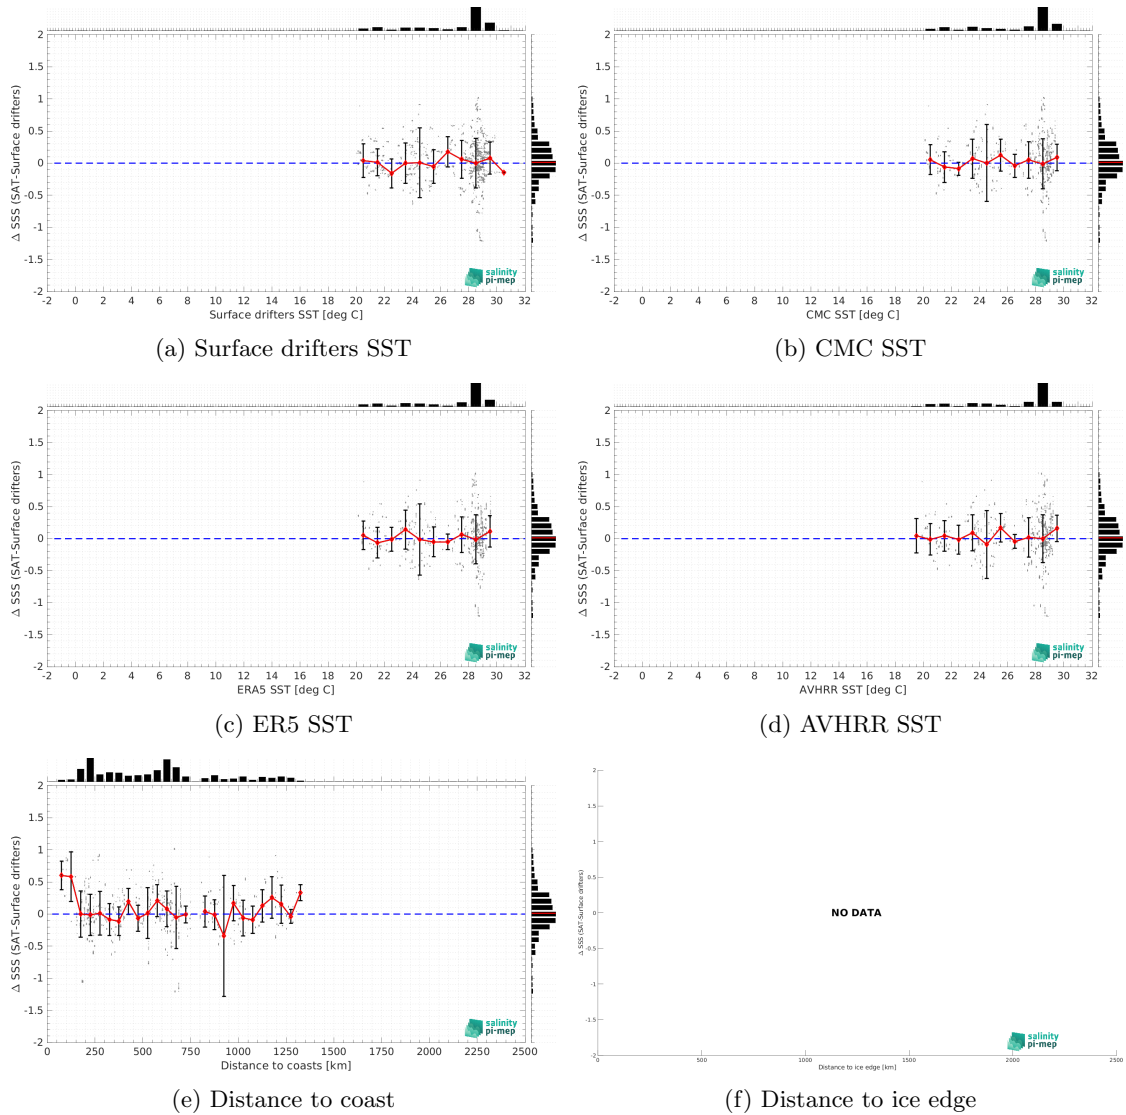 2
1.5
1
0.5
0
-0.5
-1
-1.5
-2
Δ SSS (SAT-Surface drifters)
-2 0 2 4 6 8 10 12 14 16 18 20 22 24 26 28 30 32
Surface drifters SST [deg C]
salinity
pi-mep
(a) Surface drifters SST
2
1.5
1
0.5
0
-0.5
-1
-1.5
-2
Δ SSS (SAT-Surface drifters)
-2 0 2 4 6 8 10 12 14 16 18 20 22 24 26 28 30 32
CMC SST [deg C]
salinity
pi-mep
(b) CMC SST
2
1.5
1
0.5
0
-0.5
-1
-1.5
-2
Δ SSS (SAT-Surface drifters)
-2 0 2 4 6 8 10 12 14 16 18 20 22 24 26 28 30 32
ERA5 SST [deg C]
salinity
pi-mep
(c) ER5 SST
2
1.5
1
0.5
0
-0.5
-1
-1.5
-2
Δ SSS (SAT-Surface drifters)
-2 0 2 4 6 8 10 12 14 16 18 20 22 24 26 28 30 32
AVHRR SST [deg C]
salinity
pi-mep
(d) AVHRR SST
2
1.5
1
0.5
0
-0.5
-1
-1.5
-2
Δ SSS (SAT-Surface drifters)
0 250 500 750 1000 1250 1500 1750 2000 2250 2500
Distance to coasts [km]
salinity
pi-mep
(e) Distance to coast
2
1.5
1
0.5
0
-0.5
-1
-1.5
-2
Δ SSS (SAT-Surface drifters)
NO DATA
0 500 1000 1500 2000 2500
Distance to ice edge [km]
salinity
pi-mep
(f) Distance to ice edge